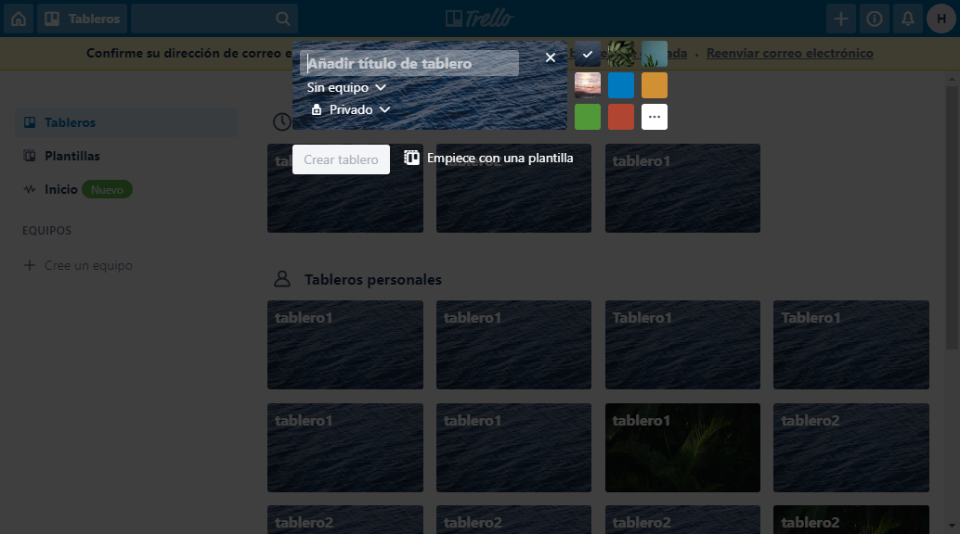 Tableros
Trello
H
Confirme su dirección de correo e
Reenviar correo electrónico
Añadir título de tablero
Sin equipo
Privado
Crear tablero
Empiece con una plantilla
Tableros
Plantillas
Inicio Nuevo
EQUIPOS
Cree un equipo
tablero1
Tableros personales
tablero1 tablero1 Tablero1 Tablero1
tablero1 tablero1 tablero1 tablero2
tablero2 tablero2 tablero2 tablero2